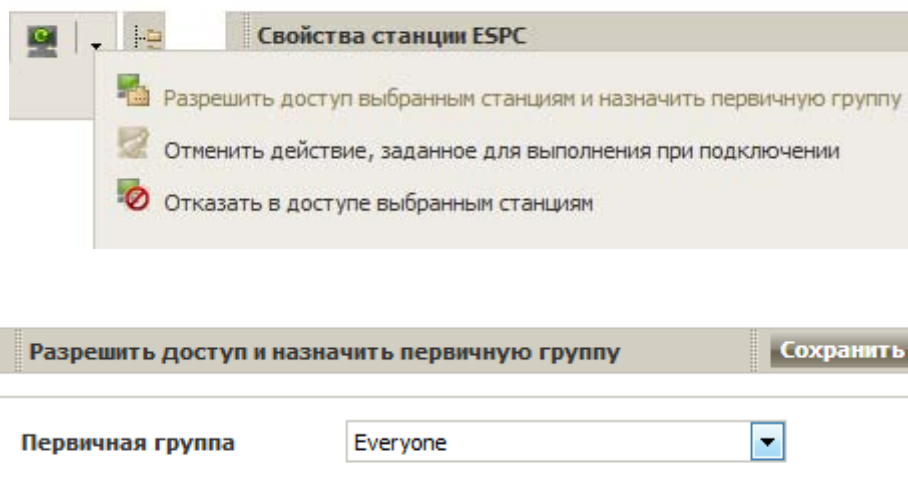 Свойства станции ESPC
Разрешить доступ выбранным станциям и назначить первичную группу
Отменить действие, заданное для выполнения при подключении
Отказать в доступе выбранным станциям
Разрешить доступ и назначить первичную группу
Сохранить
Первичная группа
Everyone